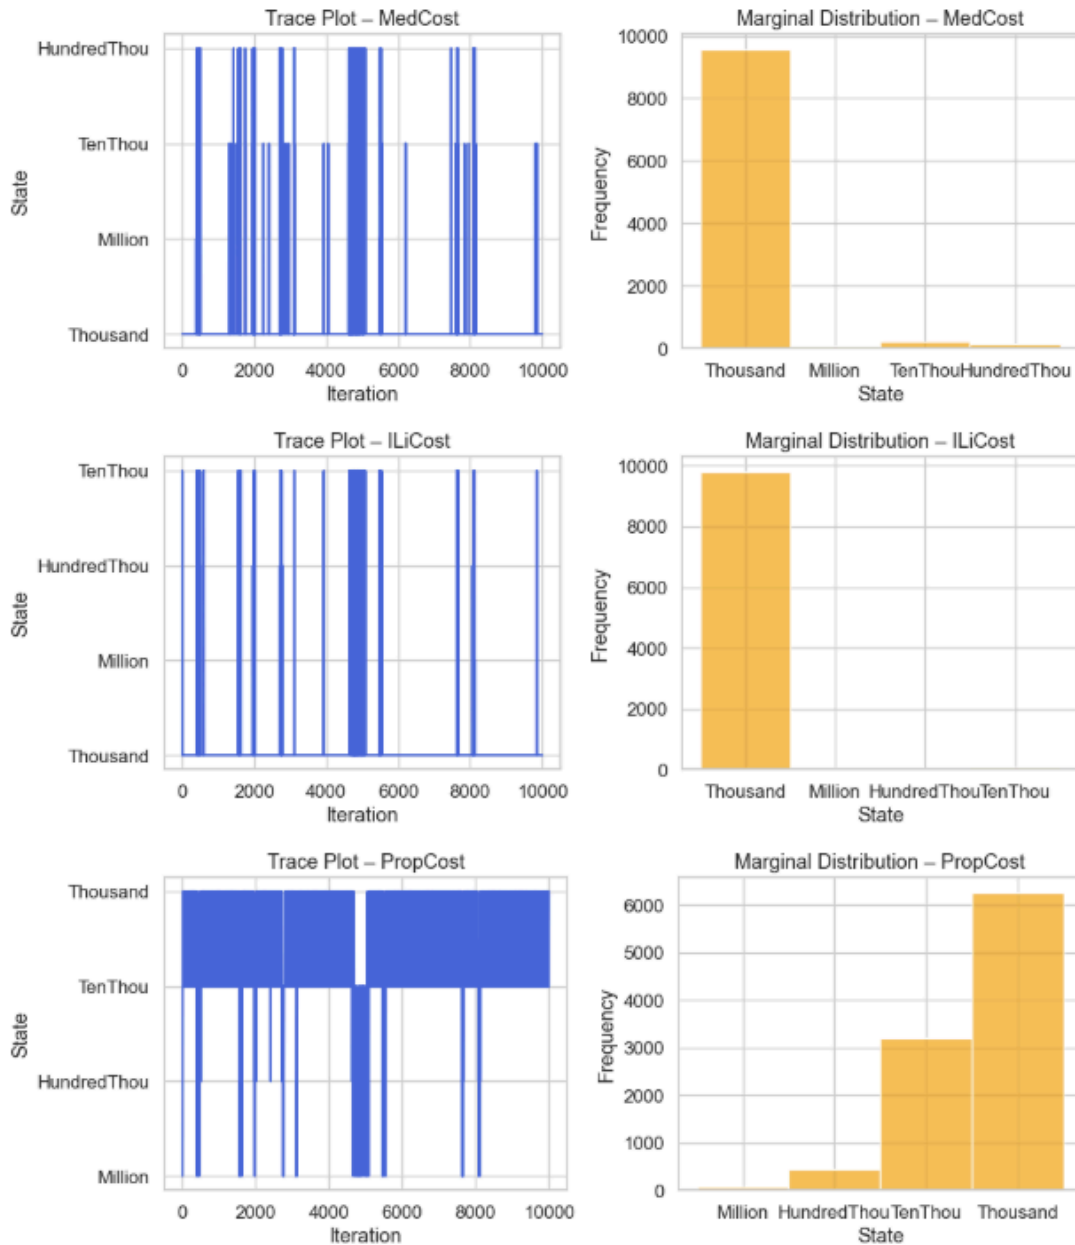 Trace Plot – MedCost
HundredThou
TenThou
Million
Thousand
State
0 2000 4000 6000 8000 10000
Iteration
Marginal Distribution – MedCost
10000
8000
6000
4000
2000
0
Frequency
Thousand Million TenThou HundredThou
State
Trace Plot – ILiCost
TenThou
HundredThou
Million
Thousand
State
0 2000 4000 6000 8000 10000
Iteration
Marginal Distribution – ILiCost
10000
8000
6000
4000
2000
0
Frequency
Thousand Million HundredThou TenThou
State
Trace Plot – PropCost
Thousand
TenThou
HundredThou
Million
State
0 2000 4000 6000 8000 10000
Iteration
Marginal Distribution – PropCost
6000
5000
4000
3000
2000
1000
0
Frequency
Million HundredThou TenThou Thousand
State